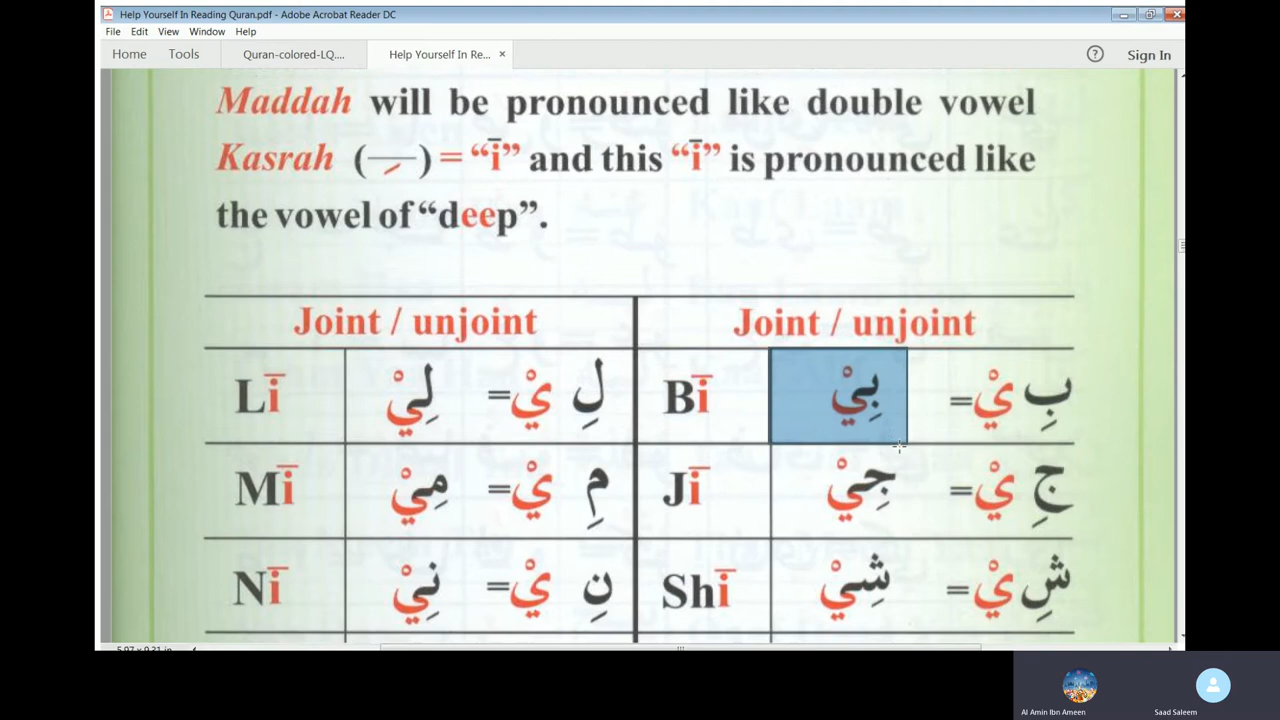 Help Yourself In Reading Quran.pdf - Adobe Acrobat Reader DC
File Edit View Window Help
Home Tools Quran-colored-LQ.... Help Yourself In Re... × ? Sign In
Maddah will be pronounced like double vowel
Kasrah (—ِ) = “ī” and this “ī” is pronounced like
the vowel of “deep”.
Joint / unjoint Joint / unjoint
Lī لِيْ = لِ يْ Bī بِيْ = بِ يْ
Mī مِيْ = مِ يْ Jī جِيْ = جِ يْ
Nī نِيْ = نِ يْ Shī شِيْ = شِ يْ
Al Amin Ibn Ameen Saad Saleem